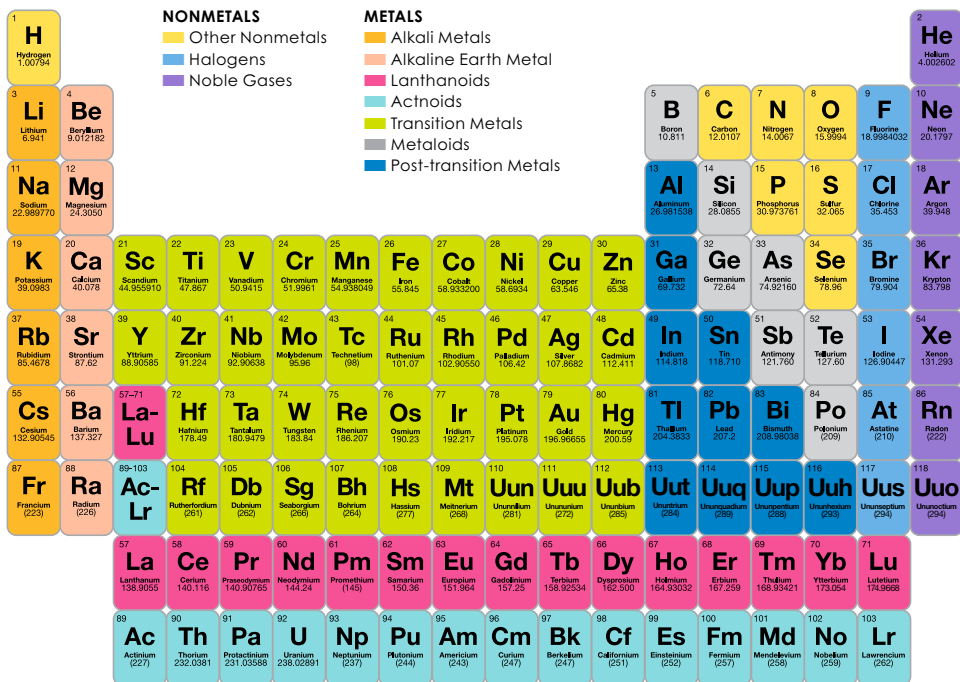 NONMETALS
Other Nonmetals
Halogens
Noble Gases
METALS
Alkali Metals
Alkaline Earth Metal
Lanthanoids
Actnoids
Transition Metals
Metaloids
Post-transition Metals
1
H
Hydrogen
1.00794
2
He
Helium
4.002602
3
Li
Lithium
6.941
4
Be
Beryllium
9.012182
5
B
Boron
10.811
6
C
Carbon
12.0107
7
N
Nitrogen
14.0067
8
O
Oxygen
15.9994
9
F
Fluorine
18.9984032
10
Ne
Neon
20.1797
11
Na
Sodium
22.989770
12
Mg
Magnesium
24.3050
13
Al
Aluminum
26.981538
14
Si
Silicon
28.0855
15
P
Phosphorus
30.973761
16
S
Sulfur
32.065
17
Cl
Chlorine
35.453
18
Ar
Argon
39.948
19
K
Potassium
39.0983
20
Ca
Calcium
40.078
21
Sc
Scandium
44.955910
22
Ti
Titanium
47.867
23
V
Vanadium
50.9415
24
Cr
Chromium
51.9961
25
Mn
Manganese
54.938049
26
Fe
Iron
55.845
27
Co
Cobalt
58.933200
28
Ni
Nickel
58.6934
29
Cu
Copper
63.546
30
Zn
Zinc
65.38
31
Ga
Gallium
69.732
32
Ge
Germanium
72.64
33
As
Arsenic
74.92160
34
Se
Selenium
78.96
35
Br
Bromine
79.904
36
Kr
Krypton
83.798
37
Rb
Rubidium
85.4678
38
Sr
Strontium
87.62
39
Y
Yttrium
88.90585
40
Zr
Zirconium
91.224
41
Nb
Niobium
92.90638
42
Mo
Molybdenum
95.96
43
Tc
Technetium
(98)
44
Ru
Ruthenium
101.07
45
Rh
Rhodium
102.90550
46
Pd
Palladium
106.42
47
Ag
Silver
107.8682
48
Cd
Cadmium
112.411
49
In
Indium
114.818
50
Sn
Tin
118.710
51
Sb
Antimony
121.760
52
Te
Tellurium
127.60
53
I
Iodine
126.90447
54
Xe
Xenon
131.293
55
Cs
Cesium
132.90545
56
Ba
Barium
137.327
57-71
La-
Lu
72
Hf
Hafnium
178.49
73
Ta
Tantalum
180.9479
74
W
Tungsten
183.84
75
Re
Rhenium
186.207
76
Os
Osmium
190.23
77
Ir
Iridium
192.217
78
Pt
Platinum
195.078
79
Au
Gold
196.96655
80
Hg
Mercury
200.59
81
Tl
Thallium
204.3833
82
Pb
Lead
207.2
83
Bi
Bismuth
208.98038
84
Po
Polonium
(209)
85
At
Astatine
(210)
86
Rn
Radon
(222)
87
Fr
Francium
(223)
88
Ra
Radium
(226)
89-103
Ac-
Lr
104
Rf
Rutherfordium
(261)
105
Db
Dubnium
(262)
106
Sg
Seaborgium
(266)
107
Bh
Bohrium
(264)
108
Hs
Hassium
(277)
109
Mt
Meitnerium
(268)
110
Uun
Ununnilium
(281)
111
Uuu
Unununium
(272)
112
Uub
Ununbium
(285)
113
Uut
Ununtrium
(284)
114
Uuq
Ununquadium
(289)
115
Uup
Ununpentium
(288)
116
Uuh
Ununhexium
(293)
117
Uus
Ununseptium
(294)
118
Uuo
Ununoctium
(294)
57
La
Lanthanum
138.9055
58
Ce
Cerium
140.116
59
Pr
Praseodymium
140.90765
60
Nd
Neodymium
144.24
61
Pm
Promethium
(145)
62
Sm
Samarium
150.36
63
Eu
Europium
151.964
64
Gd
Gadolinium
157.25
65
Tb
Terbium
158.92534
66
Dy
Dysprosium
162.500
67
Ho
Holmium
164.93032
68
Er
Erbium
167.259
69
Tm
Thulium
168.93421
70
Yb
Ytterbium
173.054
71
Lu
Lutetium
174.9668
89
Ac
Actinium
(227)
90
Th
Thorium
232.0381
91
Pa
Protactinium
231.03588
92
U
Uranium
238.02891
93
Np
Neptunium
(237)
94
Pu
Plutonium
(244)
95
Am
Americium
(243)
96
Cm
Curium
(247)
97
Bk
Berkelium
(247)
98
Cf
Californium
(251)
99
Es
Einsteinium
(252)
100
Fm
Fermium
(257)
101
Md
Mendelevium
(258)
102
No
Nobelium
(259)
103
Lr
Lawrencium
(262)